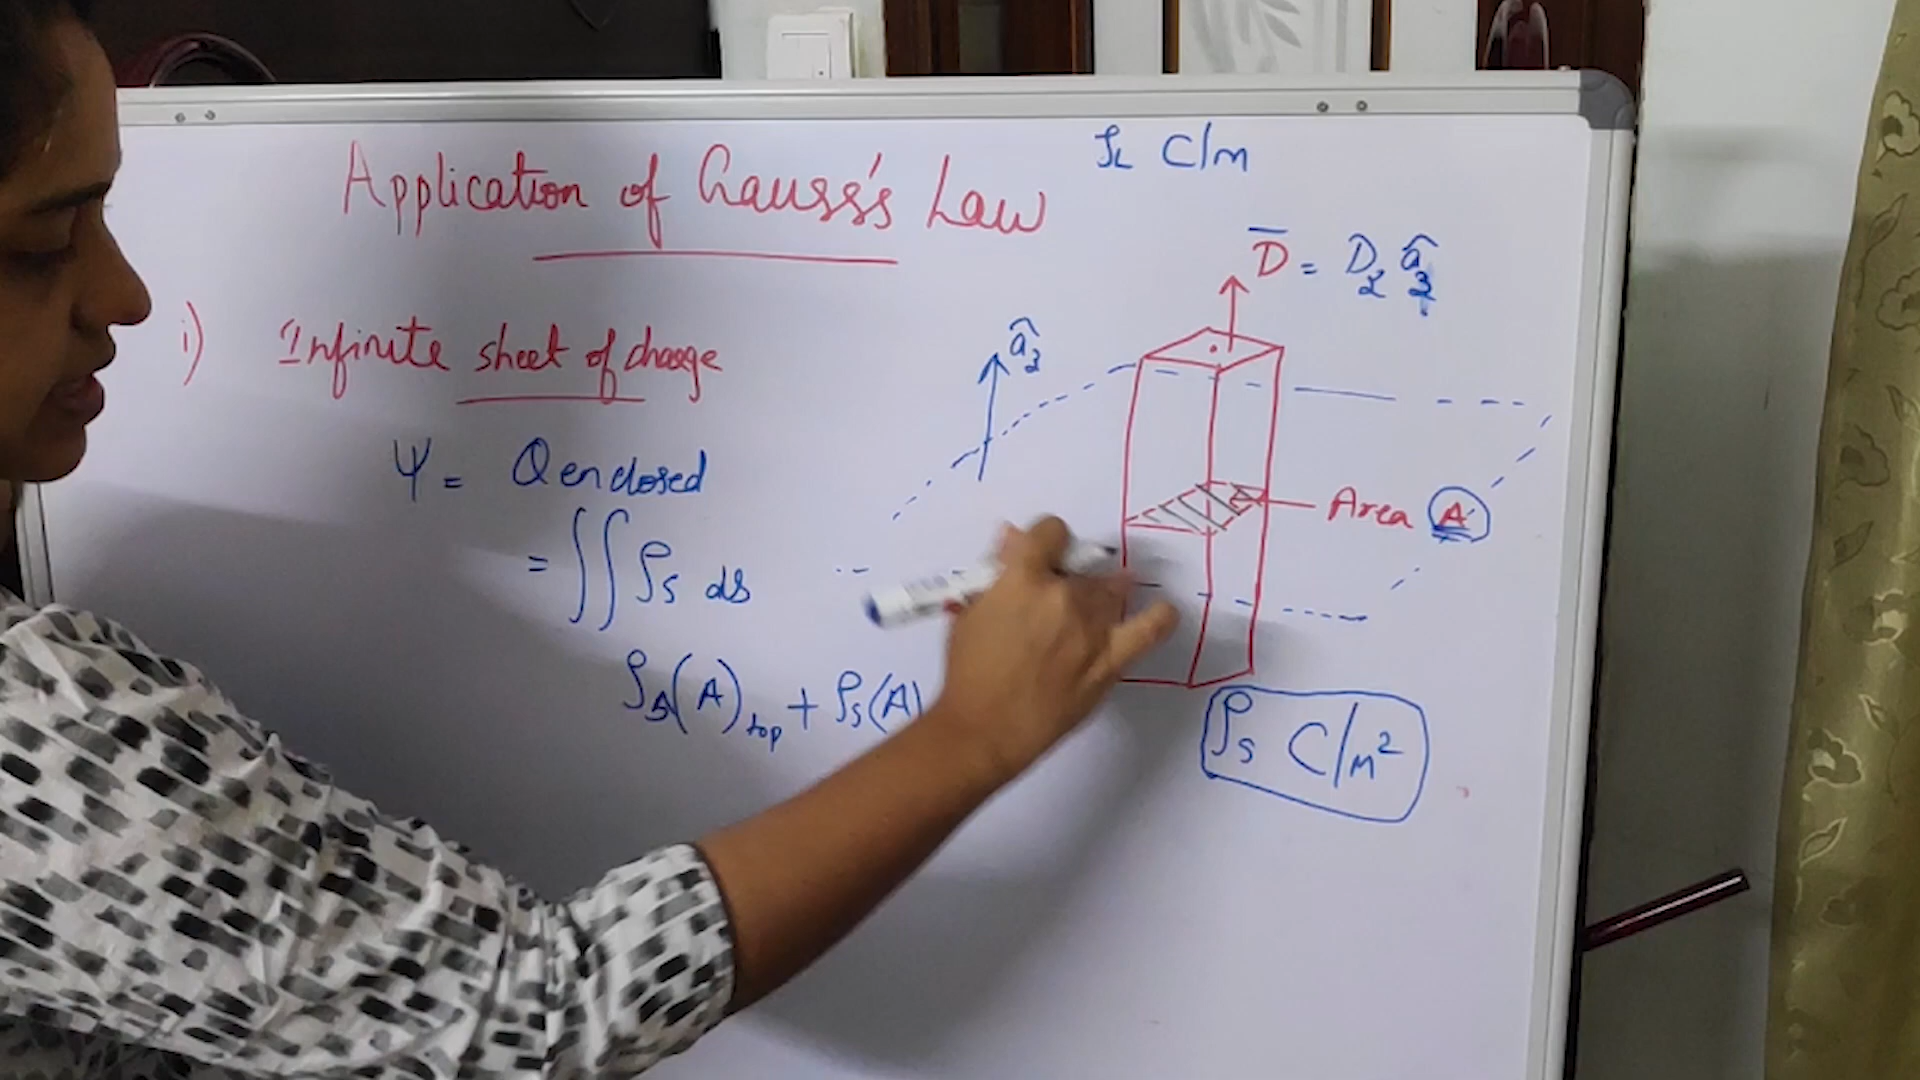 Application of Gauss's Law
ρL C/m
D̅ = Dz âz
i) Infinite sheet of charge
âz
Ψ = Q enclosed
= ∫∫ ρs ds
Area A
ρs(A)top + ρs(A)
ρs C/m²